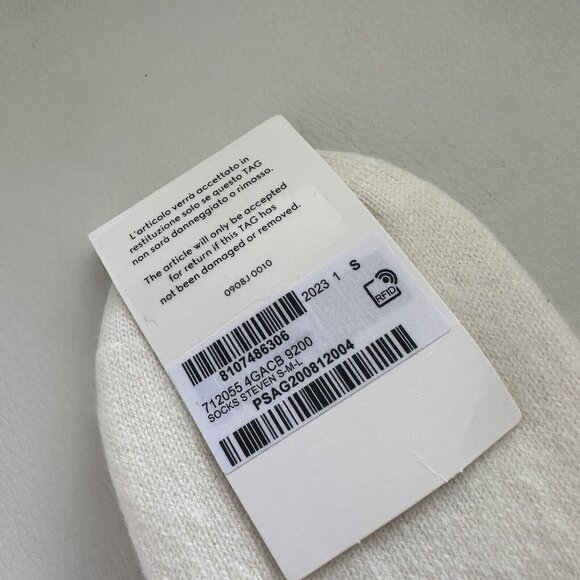 L'articolo verrà accettato in
restituzione solo se questo TAG
non sarà danneggiato o rimosso.
The article will only be accepted
for return if this TAG has
not been damaged or removed.
0908J 0010
2023 1 S
RFID
8107486306
712055 4GACB 9200
SOCKS STEVEN S-M-L
PSAG200812004